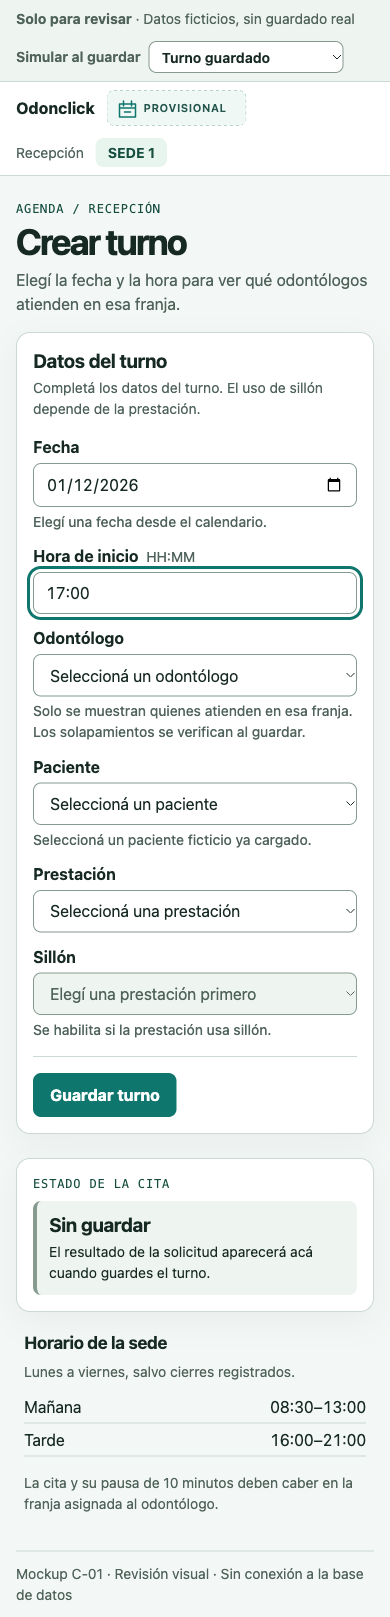 Solo para revisar · Datos ficticios, sin guardado real
Simular al guardar Turno guardado
Odonclick PROVISIONAL
Recepción SEDE 1
AGENDA / RECEPCIÓN
Crear turno
Elegí la fecha y la hora para ver qué odontólogos
atienden en esa franja.
Datos del turno
Completá los datos del turno. El uso de sillón
depende de la prestación.
Fecha
01/12/2026
Elegí una fecha desde el calendario.
Hora de inicio HH:MM
17:00
Odontólogo
Seleccioná un odontólogo
Solo se muestran quienes atienden en esa franja.
Los solapamientos se verifican al guardar.
Paciente
Seleccioná un paciente
Seleccioná un paciente ficticio ya cargado.
Prestación
Seleccioná una prestación
Sillón
Elegí una prestación primero
Se habilita si la prestación usa sillón.
Guardar turno
ESTADO DE LA CITA
Sin guardar
El resultado de la solicitud aparecerá acá
cuando guardes el turno.
Horario de la sede
Lunes a viernes, salvo cierres registrados.
Mañana 08:30–13:00
Tarde 16:00–21:00
La cita y su pausa de 10 minutos deben caber en la
franja asignada al odontólogo.
Mockup C-01 · Revisión visual · Sin conexión a la base
de datos